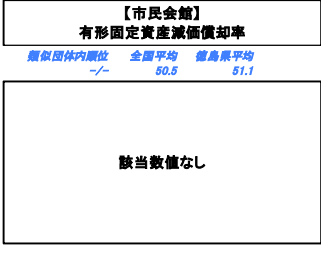 【市民会館】
有形固定資産減価償却率
類似団体内順位 全国平均 徳島県平均
-/- 50.5 51.1
該当数値なし